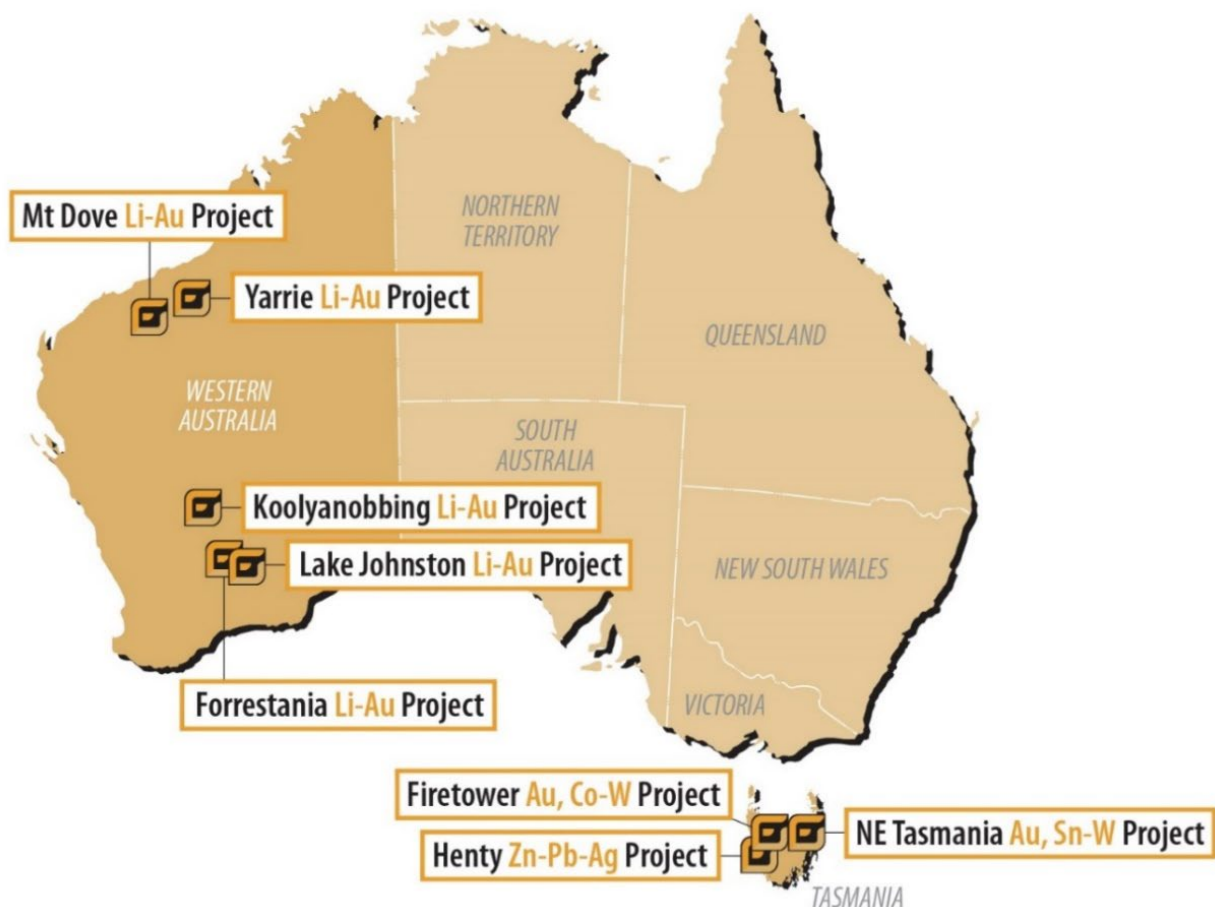 NORTHERN
TERRITORY
Mt Dove Li-Au Project
Yarrie Li-Au Project
QUEENSLAND
WESTERN
AUSTRALIA
SOUTH
AUSTRALIA
Koolyanobbing Li-Au Project
Lake Johnston Li-Au Project
NEW SOUTH WALES
Forrestania Li-Au Project
VICTORIA
Firetower Au, Co-W Project
NE Tasmania Au, Sn-W Project
Henty Zn-Pb-Ag Project
TASMANIA